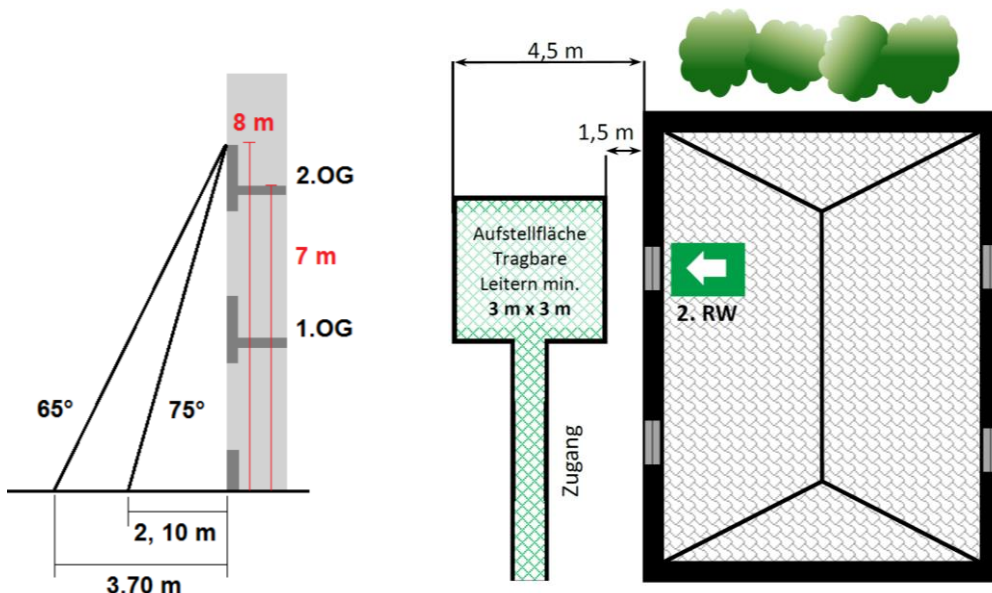 8 m
2.OG
7 m
1.OG
65°
75°
2, 10 m
3.70 m
4,5 m
1,5 m
Aufstellfläche
Tragbare
Leitern min.
3 m x 3 m
2. RW
Zugang